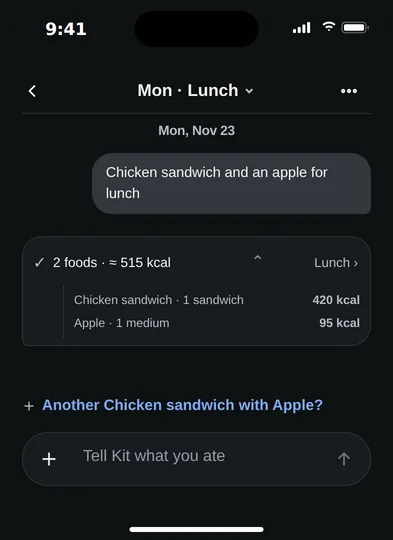 9:41
Mon · Lunch
Mon, Nov 23
Chicken sandwich and an apple for
lunch
✓ 2 foods · ≈ 515 kcal Lunch ›
Chicken sandwich · 1 sandwich 420 kcal
Apple · 1 medium 95 kcal
+ Another Chicken sandwich with Apple?
+ Tell Kit what you ate